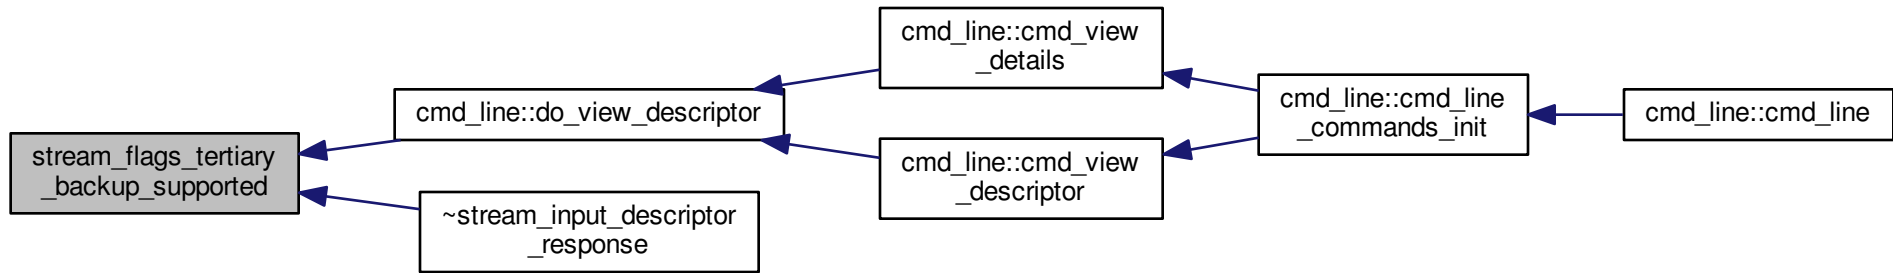 stream_flags_tertiary
_backup_supported
cmd_line::do_view_descriptor
~stream_input_descriptor
_response
cmd_line::cmd_view
_details
cmd_line::cmd_view
_descriptor
cmd_line::cmd_line
_commands_init
cmd_line::cmd_line